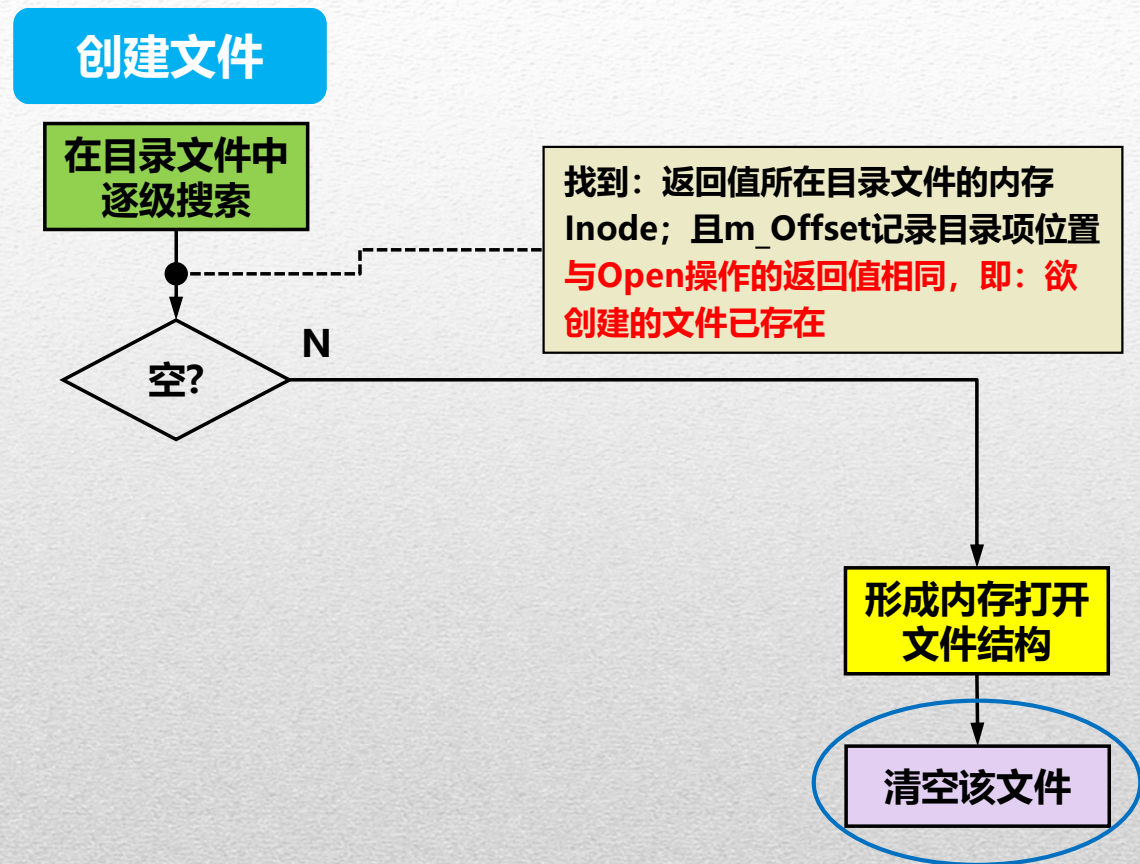 创建文件
在目录文件中
逐级搜索
找到：返回值所在目录文件的内存
Inode；且m_Offset记录目录项位置
与Open操作的返回值相同，即：欲
创建的文件已存在
N
空?
形成内存打开
文件结构
清空该文件